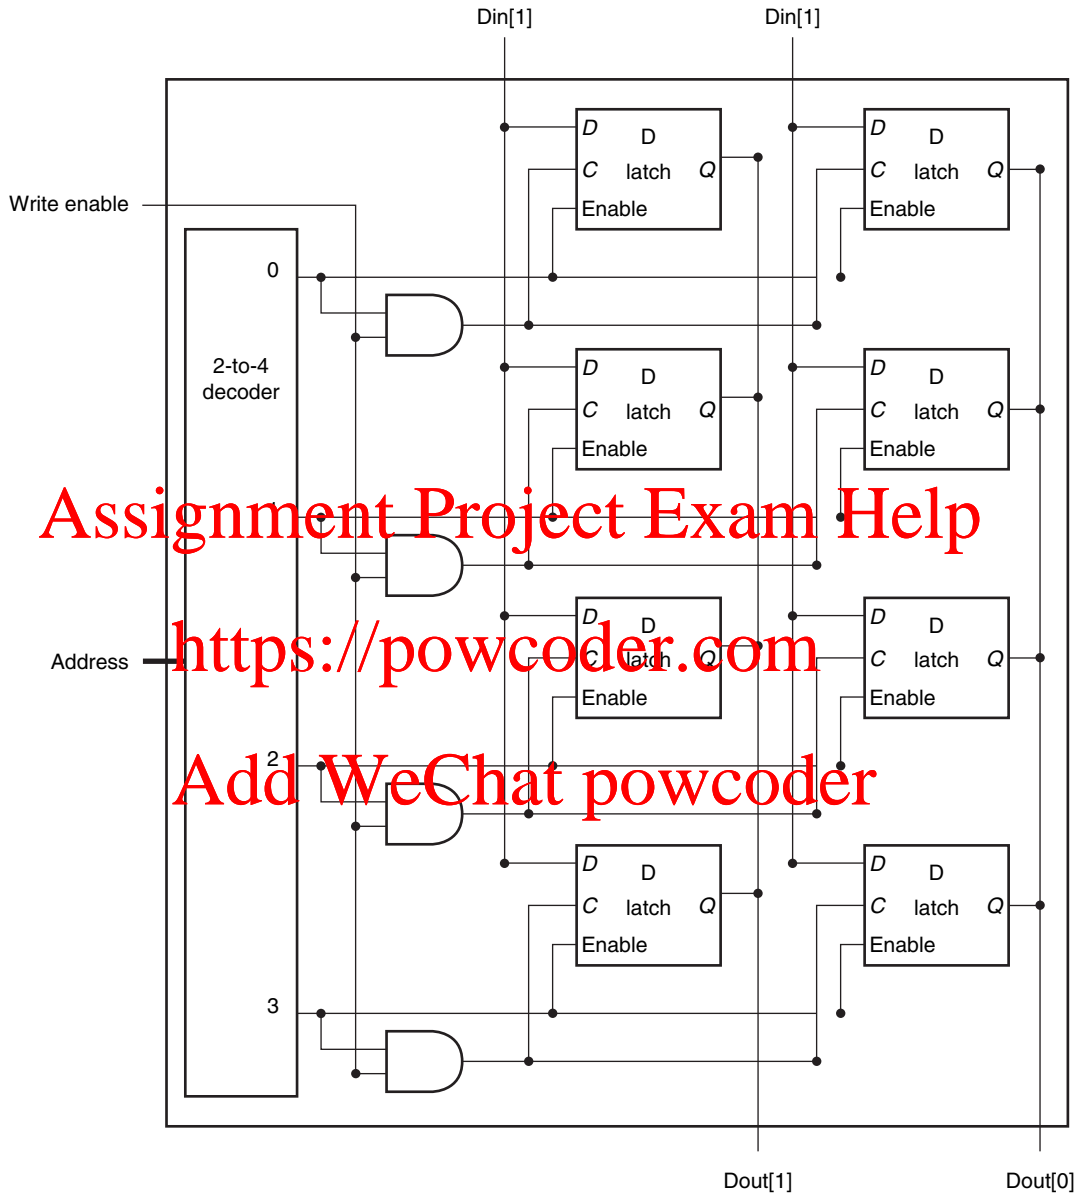 Din[1] Din[1]
D D latch C Q Enable
D D latch C Q Enable
Write enable
0
2-to-4
decoder
D D latch C Q Enable
D D latch C Q Enable
Assignment Project Exam Help
D D latch C Q Enable
D D latch C Q Enable
https://powcoder.com
Address
2
Add WeChat powcoder
D D latch C Q Enable
D D latch C Q Enable
3
Dout[1] Dout[0]